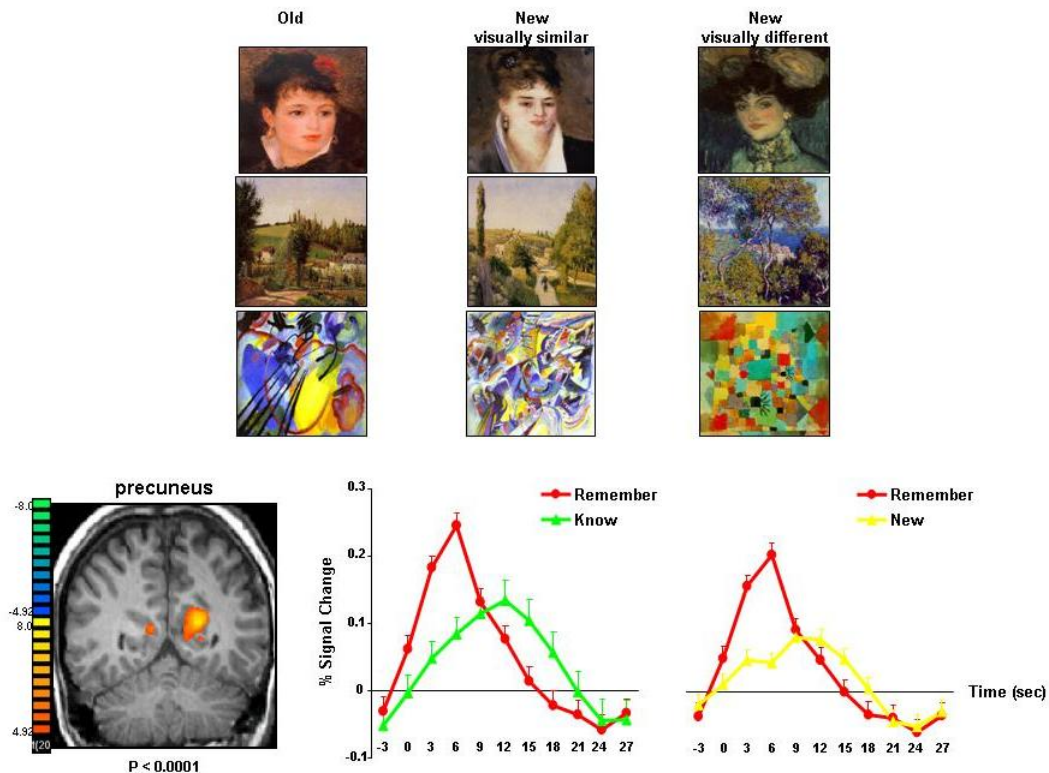 Old
New
visually similar
New
visually different
precuneus
-8.0
-4.92
8.0
4.92
t(20
P < 0.0001
% Signal Change
0.3
0.2
0.1
0
-0.1
Remember
Know
-3 0 3 6 9 12 15 18 21 24 27
Remember
New
Time (sec)
-3 0 3 6 9 12 15 18 21 24 27